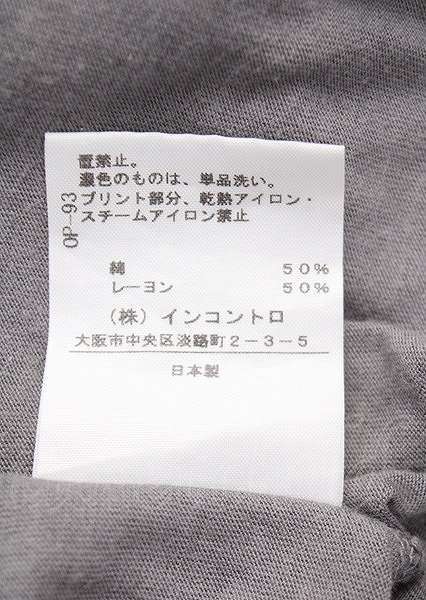 置禁止。
濃色のものは、単品洗い。
プリント部分、乾熱アイロン・
スチームアイロン禁止
OP-93
綿 50%
レーヨン 50%
(株)インコントロ
大阪市中央区淡路町2-3-5
日本製